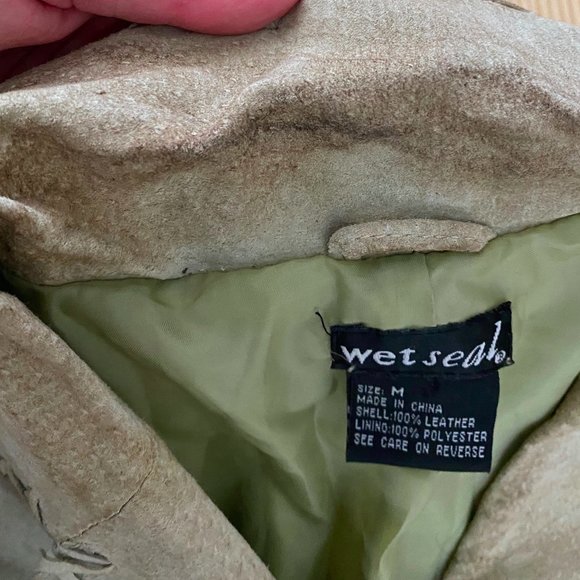 wet seal®
SIZE: M
MADE IN CHINA
SHELL:100% LEATHER
LINING:100% POLYESTER
SEE CARE ON REVERSE